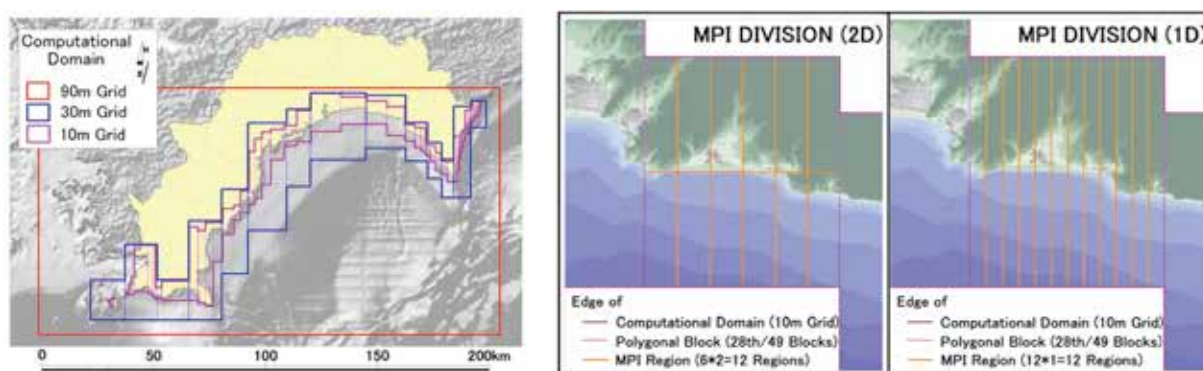 Computational
Domain
90m Grid
30m Grid
10m Grid
0 50 100 150 200km
MPI DIVISION (2D)
Edge of
Computational Domain (10m Grid)
Polygonal Block (28th/49 Blocks)
MPI Region (6*2=12 Regions)
MPI DIVISION (1D)
Edge of
Computational Domain (10m Grid)
Polygonal Block (28th/49 Blocks)
MPI Region (12*1=12 Regions)